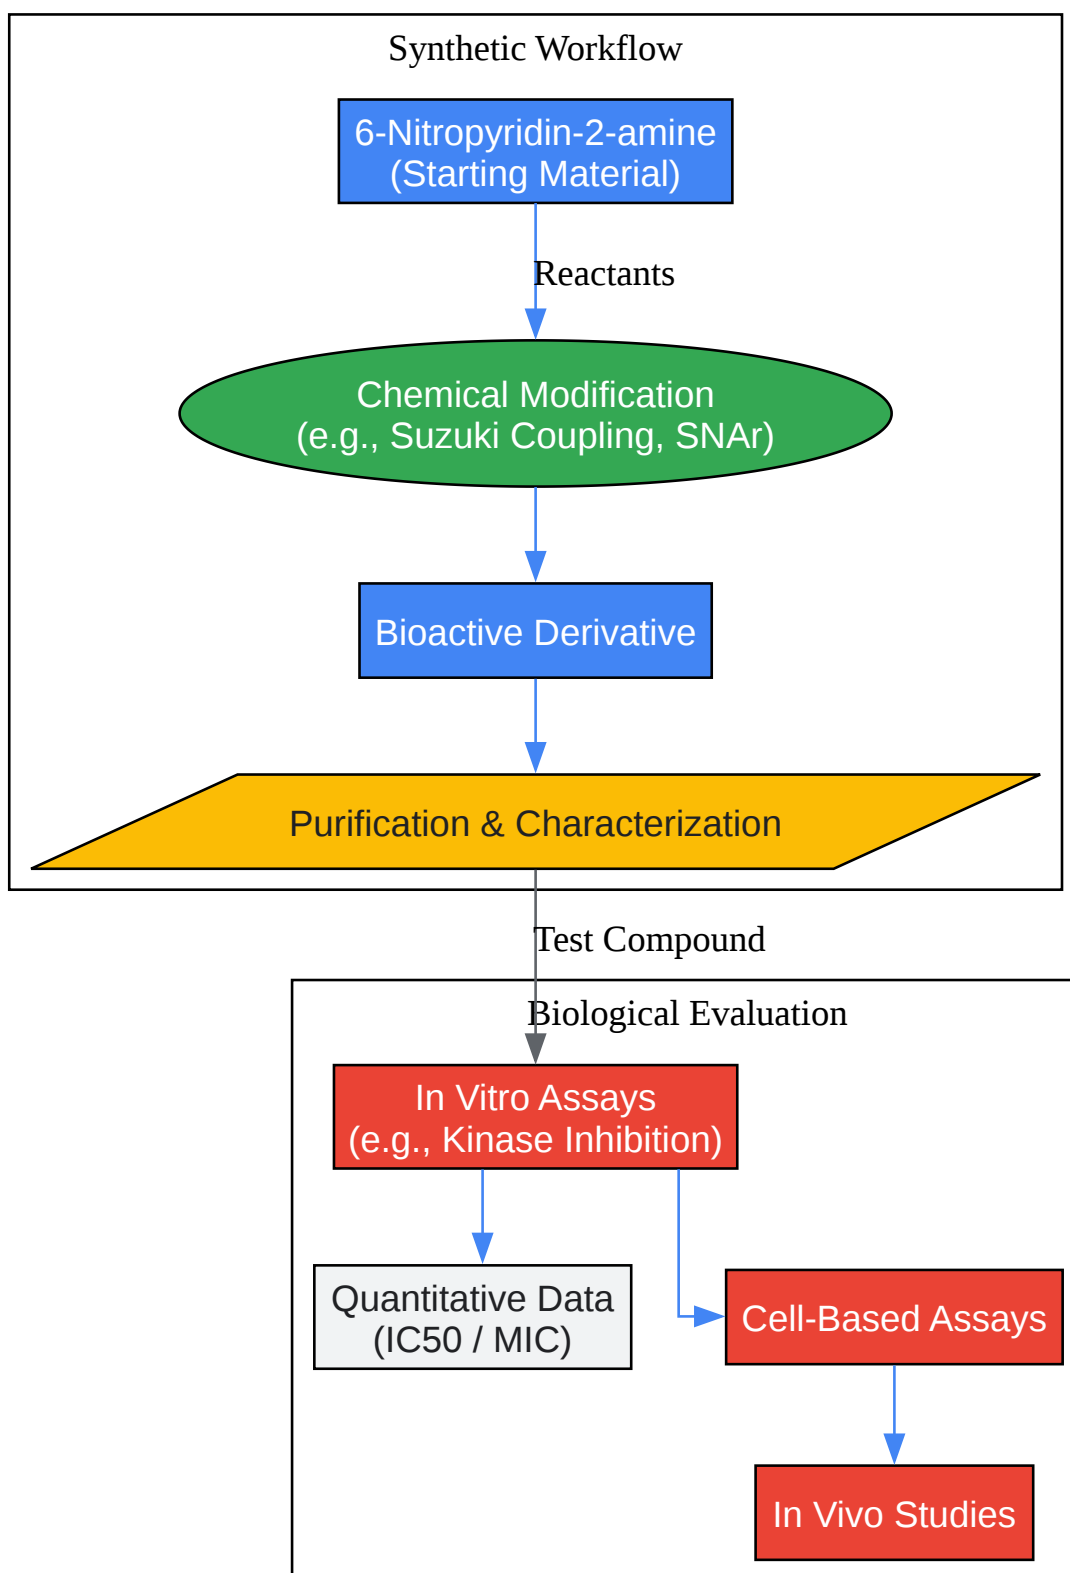 Synthetic Workflow
6-Nitropyridin-2-amine
(Starting Material)
Reactants
Chemical Modification
(e.g., Suzuki Coupling, SNAr)
Bioactive Derivative
Purification & Characterization
Test Compound
Biological Evaluation
In Vitro Assays
(e.g., Kinase Inhibition)
Quantitative Data
(IC50 / MIC)
Cell-Based Assays
In Vivo Studies